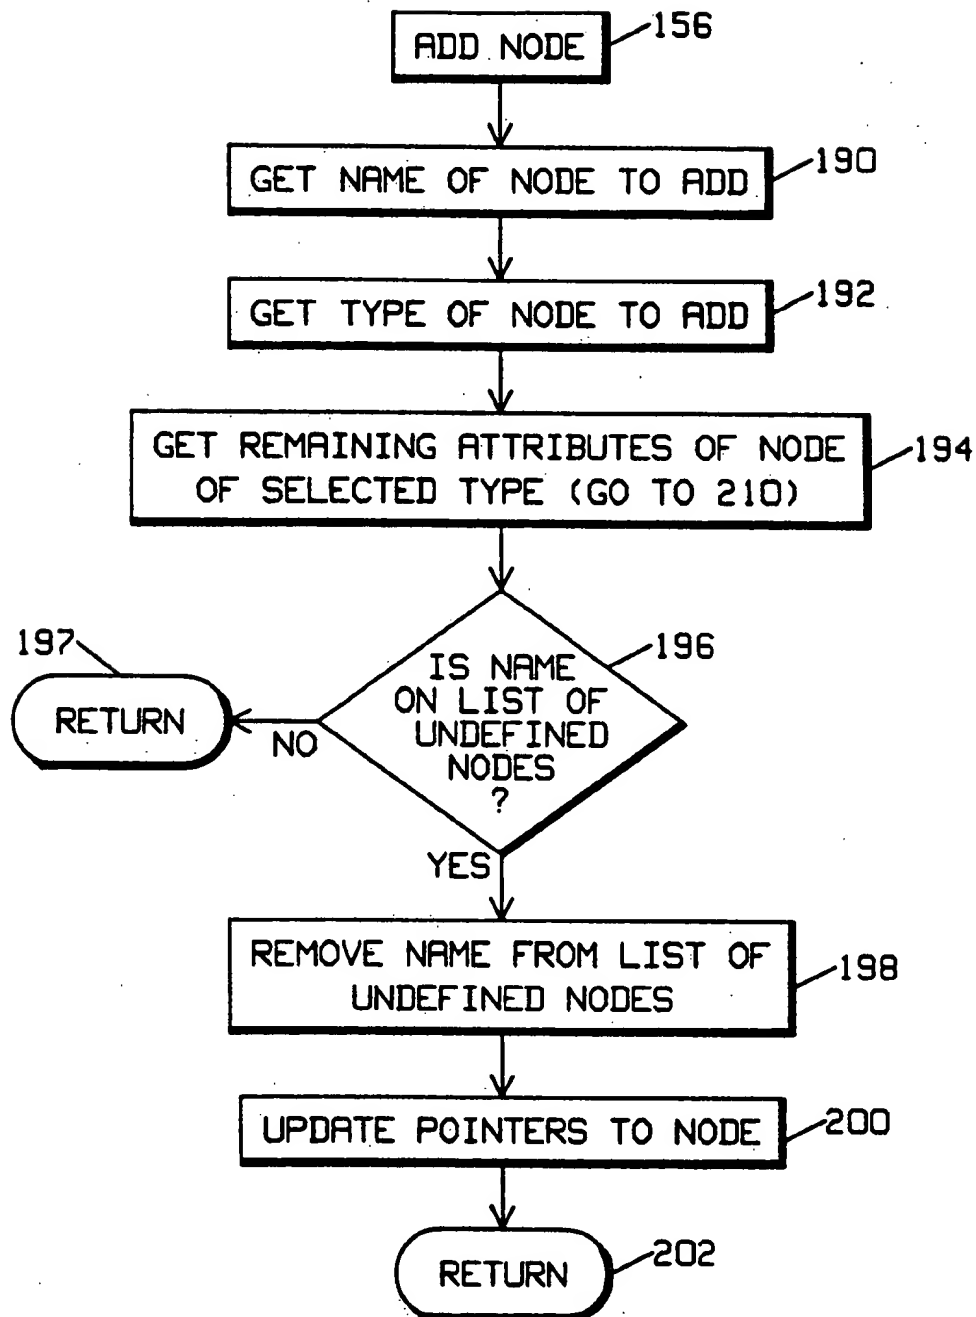 ADD NODE
156
GET NAME OF NODE TO ADD
190
GET TYPE OF NODE TO ADD
192
GET REMAINING ATTRIBUTES OF NODE
OF SELECTED TYPE (GO TO 210)
194
197
RETURN
NO
IS NAME
ON LIST OF
UNDEFINED
NODES
?
196
YES
REMOVE NAME FROM LIST OF
UNDEFINED NODES
198
UPDATE POINTERS TO NODE
200
RETURN
202